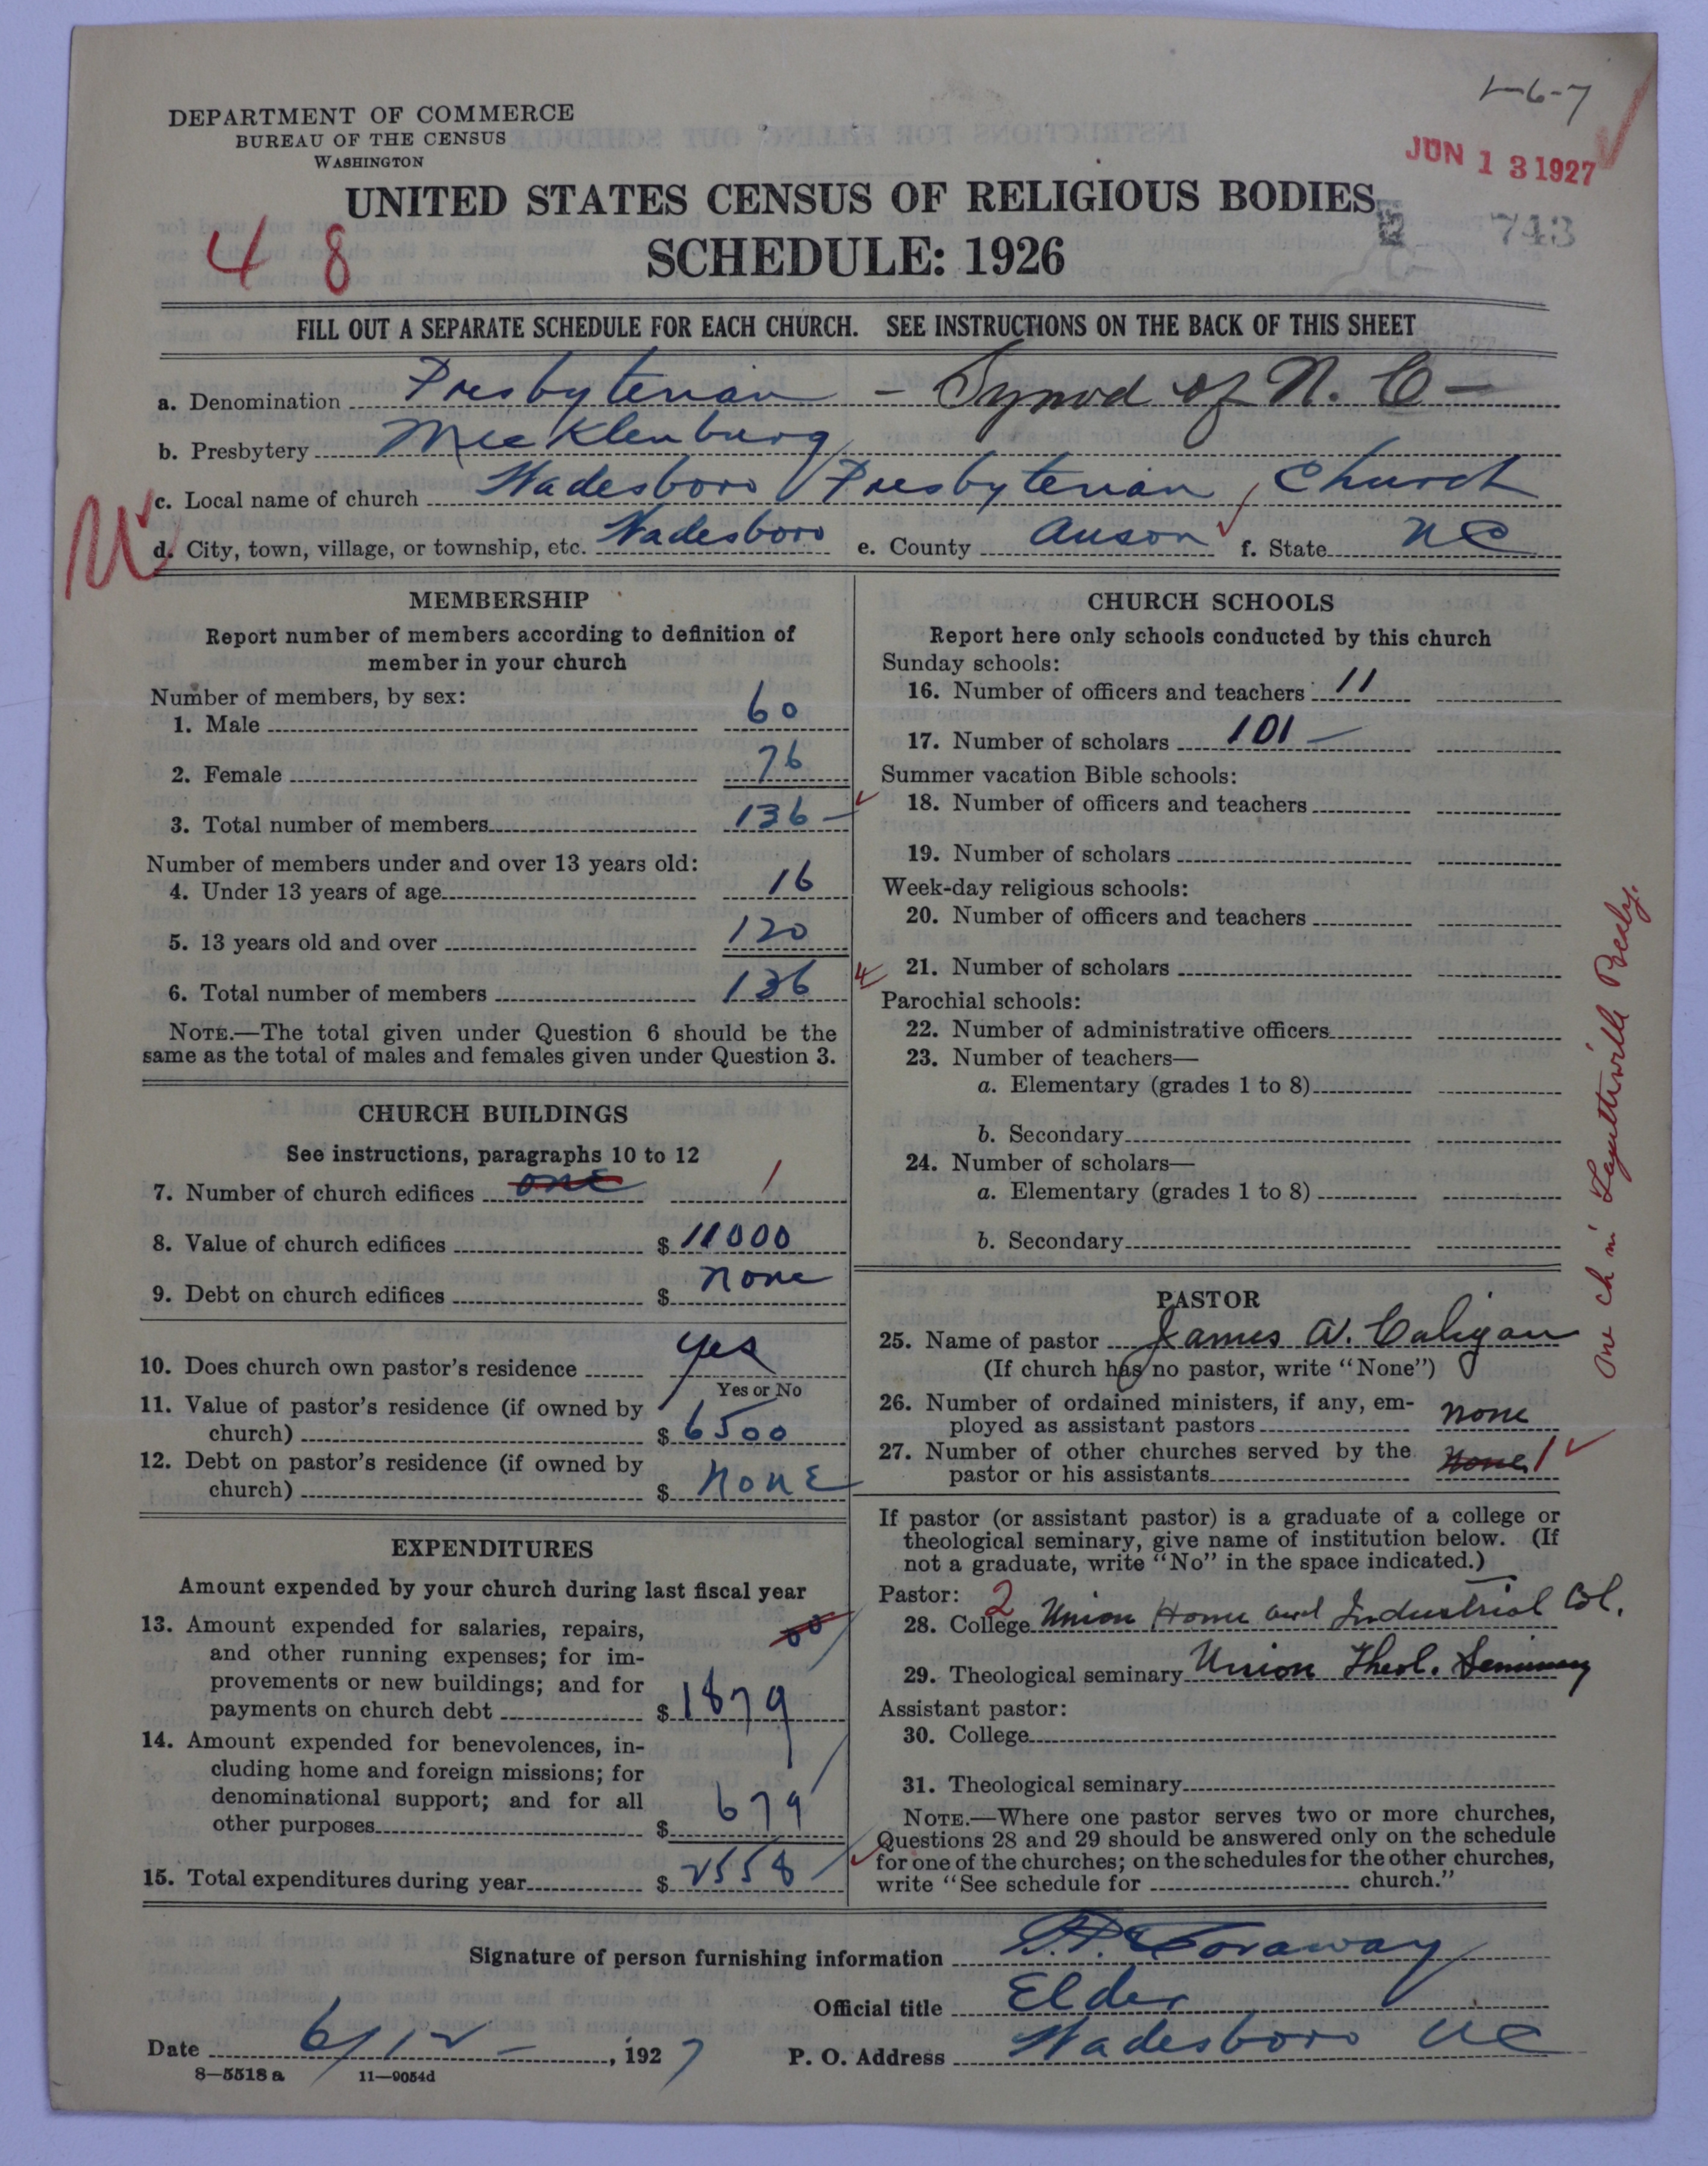 1-6-7
DEPARTMENT OF COMMERCE
BUREAU OF THE CENSUS
WASHINGTON
JUN 13 1927
UNITED STATES CENSUS OF RELIGIOUS BODIES
4 8
SCHEDULE: 1926
743
FILL OUT A SEPARATE SCHEDULE FOR EACH CHURCH. SEE INSTRUCTIONS ON THE BACK OF THIS SHEET
a. Denomination Presbyterian - Synod of N. C -
b. Presbytery Mecklenburg
c. Local name of church Wadesboro Presbyterian Church
d. City, town, village, or township, etc. Wadesboro e. County Anson f. State NC
MEMBERSHIP
Report number of members according to definition of
member in your church
Number of members, by sex:
1. Male 60
2. Female 76
3. Total number of members 136
Number of members under and over 13 years old:
4. Under 13 years of age 16
5. 13 years old and over 120
6. Total number of members 136
NOTE.—The total given under Question 6 should be the
same as the total of males and females given under Question 3.
CHURCH BUILDINGS
See instructions, paragraphs 10 to 12
7. Number of church edifices one 1
8. Value of church edifices $ 11000
9. Debt on church edifices $ none
10. Does church own pastor's residence yes
Yes or No
11. Value of pastor's residence (if owned by
church) $ 6500
12. Debt on pastor's residence (if owned by
church) $ None
EXPENDITURES
Amount expended by your church during last fiscal year
13. Amount expended for salaries, repairs,
and other running expenses; for im-
provements or new buildings; and for
payments on church debt $ 1879 00
14. Amount expended for benevolences, in-
cluding home and foreign missions; for
denominational support; and for all
other purposes $ 679
15. Total expenditures during year $ 2558
CHURCH SCHOOLS
Report here only schools conducted by this church
Sunday schools:
16. Number of officers and teachers 11
17. Number of scholars 101
Summer vacation Bible schools:
18. Number of officers and teachers
19. Number of scholars
Week-day religious schools:
20. Number of officers and teachers
21. Number of scholars
Parochial schools:
22. Number of administrative officers
23. Number of teachers—
a. Elementary (grades 1 to 8)
b. Secondary
24. Number of scholars—
a. Elementary (grades 1 to 8)
b. Secondary
PASTOR
25. Name of pastor James A. Caligan
(If church has no pastor, write "None")
26. Number of ordained ministers, if any, em-
ployed as assistant pastors none
27. Number of other churches served by the
pastor or his assistants None 1
If pastor (or assistant pastor) is a graduate of a college or
theological seminary, give name of institution below. (If
not a graduate, write "No" in the space indicated.)
Pastor: 2
28. College Union Home and Industrial Col.
29. Theological seminary Union Theol. Seminary
Assistant pastor:
30. College
31. Theological seminary
NOTE.—Where one pastor serves two or more churches,
Questions 28 and 29 should be answered only on the schedule
for one of the churches; on the schedules for the other churches,
write "See schedule for church."
One ch in Fayetteville Presby.
Signature of person furnishing information
Official title Elder
Date 6/12 , 1927 P. O. Address Wadesboro NC
8—5518 a 11—9054d